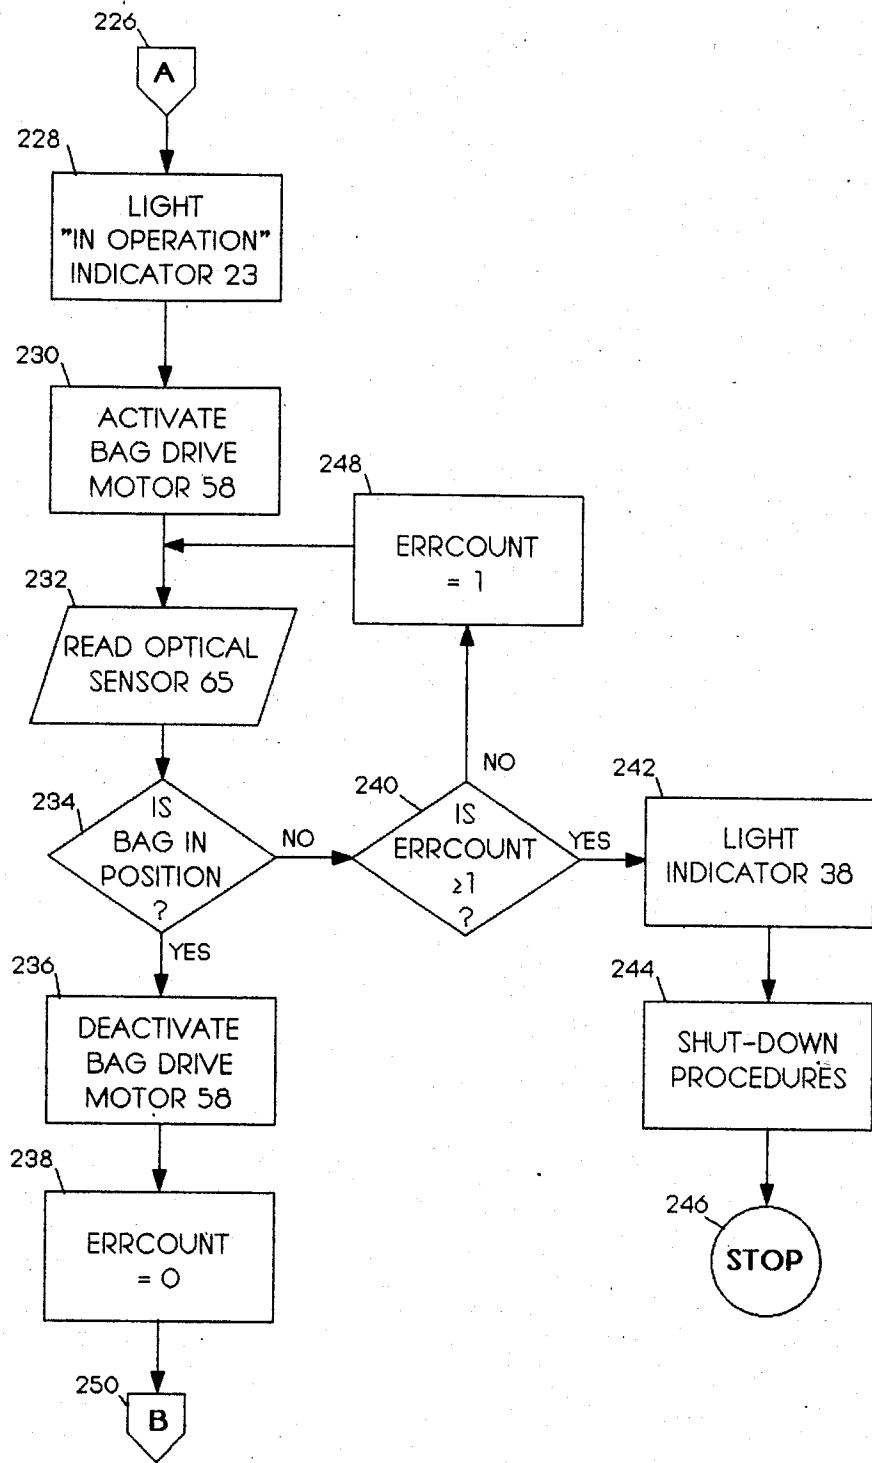 226
A
228
LIGHT
"IN OPERATION"
INDICATOR 23
230
ACTIVATE
BAG DRIVE
MOTOR 58
248
ERRCOUNT
= 1
232
READ OPTICAL
SENSOR 65
234
IS
BAG IN
POSITION
?
NO
YES
240
IS
ERRCOUNT
≥1
?
NO
YES
242
LIGHT
INDICATOR 38
236
DEACTIVATE
BAG DRIVE
MOTOR 58
244
SHUT-DOWN
PROCEDURES
238
ERRCOUNT
= 0
246
STOP
250
B